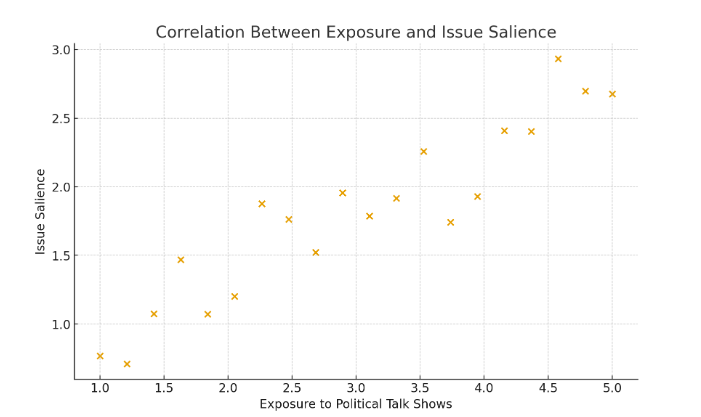 Correlation Between Exposure and Issue Salience
3.0
2.5
2.0
1.5
1.0
Issue Salience
1.0 1.5 2.0 2.5 3.0 3.5 4.0 4.5 5.0
Exposure to Political Talk Shows